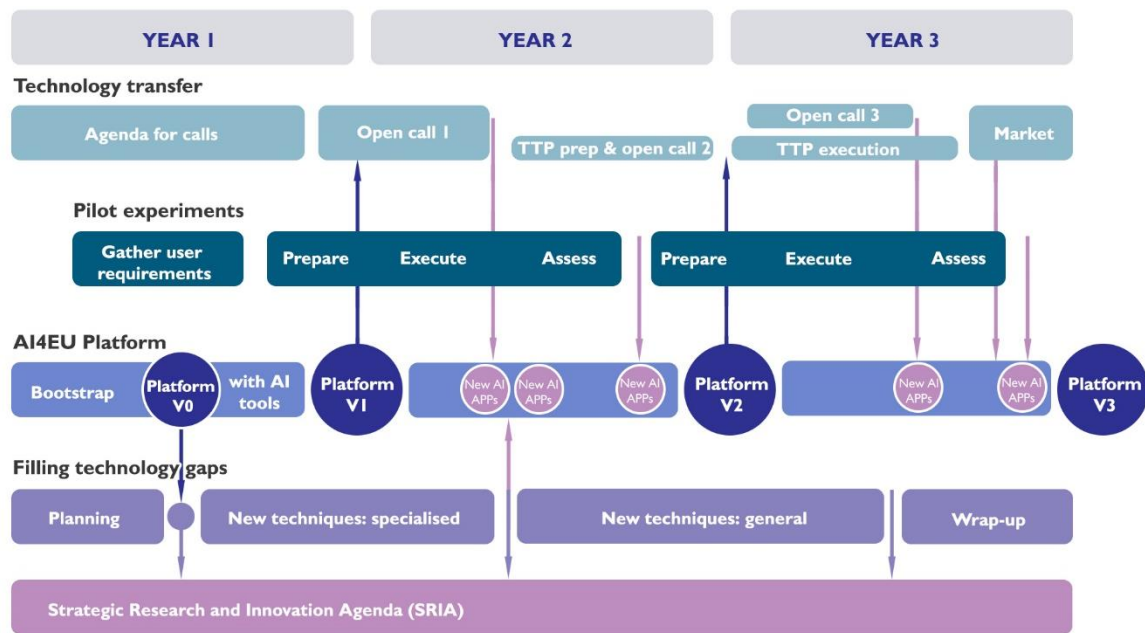 YEAR 1
YEAR 2
YEAR 3
Technology transfer
Agenda for calls
Open call 1
TTP prep & open call 2
Open call 3
TTP execution
Market
Pilot experiments
Gather user
requirements
Prepare
Execute
Assess
Prepare
Execute
Assess
AI4EU Platform
Bootstrap
Platform
V0
with AI
tools
Platform
V1
New AI
APPs
New AI
APPs
New AI
APPs
Platform
V2
New AI
APPs
New AI
APPs
Platform
V3
Filling technology gaps
Planning
New techniques: specialised
New techniques: general
Wrap-up
Strategic Research and Innovation Agenda (SRIA)